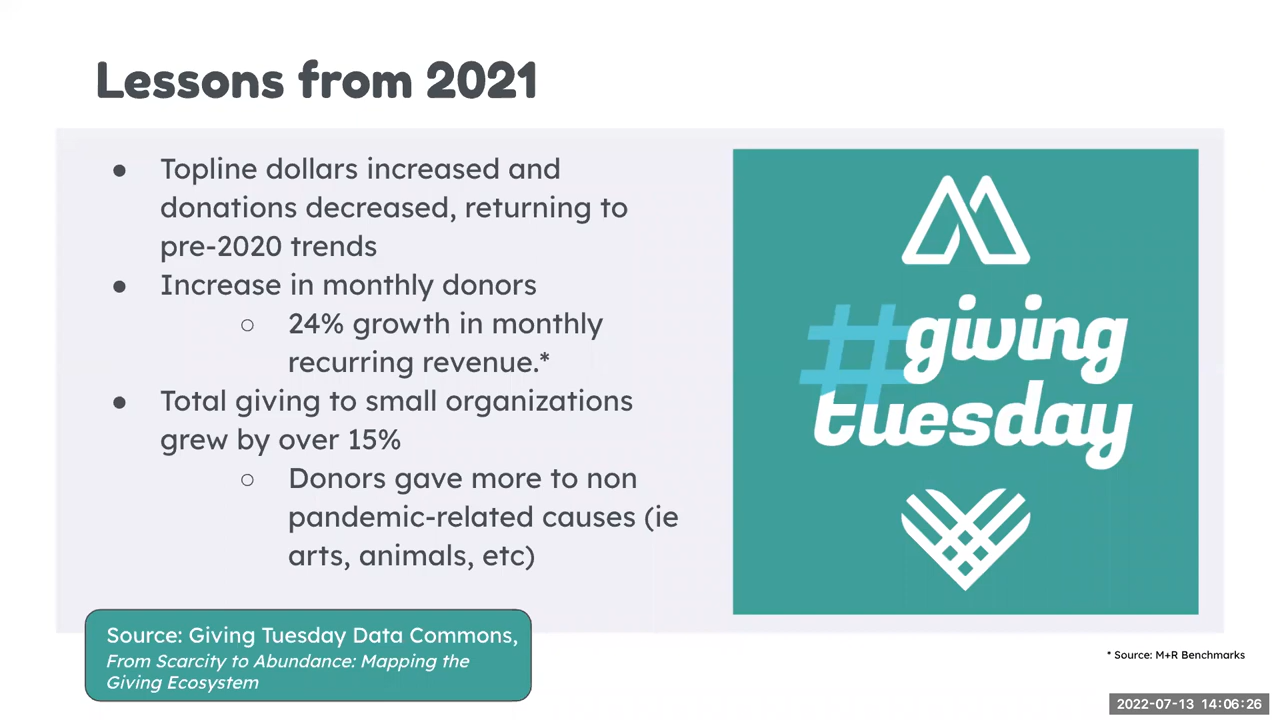 Lessons from 2021
● Topline dollars increased and
donations decreased, returning to
pre-2020 trends
● Increase in monthly donors
○ 24% growth in monthly
recurring revenue.*
● Total giving to small organizations
grew by over 15%
○ Donors gave more to non
pandemic-related causes (ie
arts, animals, etc)
#giving
tuesday
Source: Giving Tuesday Data Commons,
From Scarcity to Abundance: Mapping the
Giving Ecosystem
* Source: M+R Benchmarks
2022-07-13 14:06:26